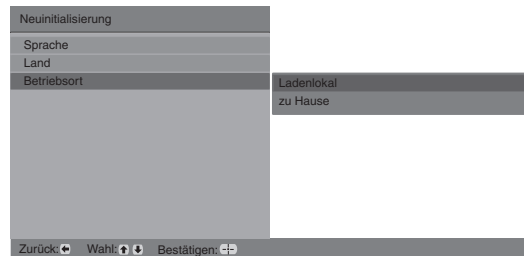 Neuinitialisierung
Sprache
Land
Betriebsort
Ladenlokal
zu Hause
Zurück: Wahl: Bestätigen: